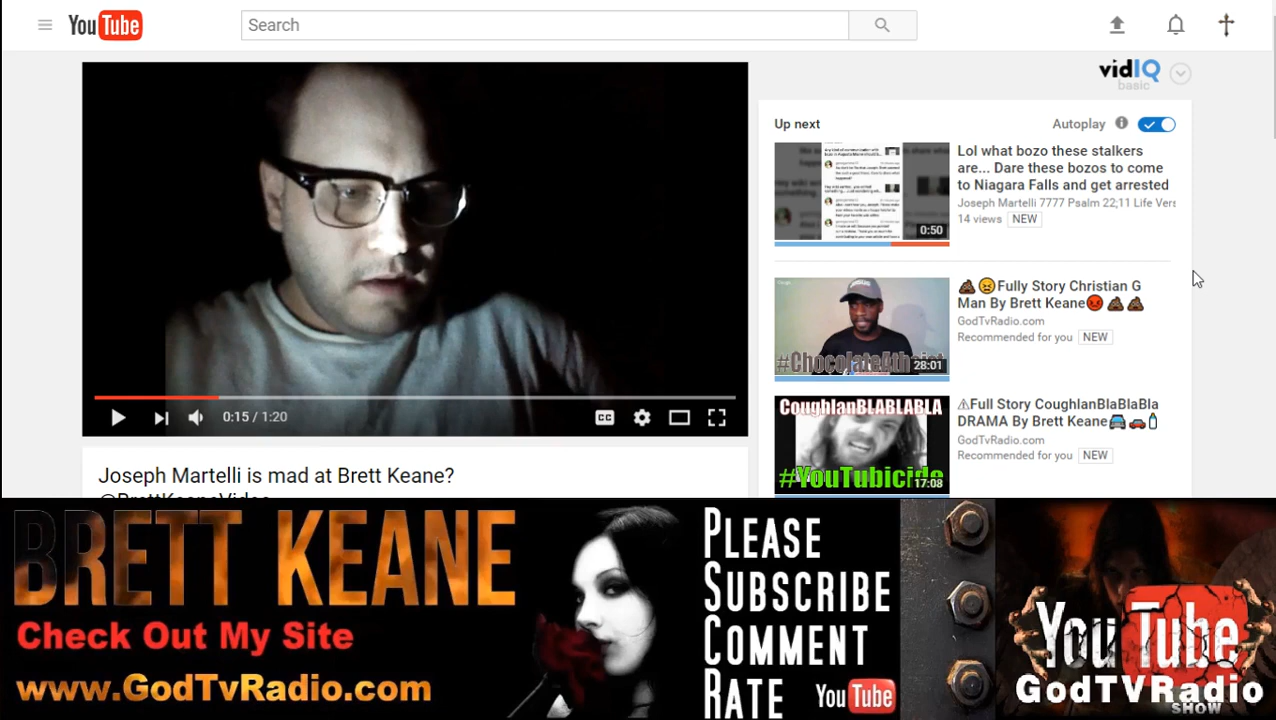 YouTube
Search
vidIQ
basic
Up next
Autoplay
0:50
Lol what bozo these stalkers
are... Dare these bozos to come
to Niagara Falls and get arrested
Joseph Martelli 7777 Psalm 22;11 Life Vers
14 views NEW
#ChocolateAtheist
28:01
Fully Story Christian G
Man By Brett Keane
GodTvRadio.com
Recommended for you NEW
CoughlanBLABLABLA
#YouTubicide
17:08
Full Story CoughlanBlaBlaBla
DRAMA By Brett Keane
GodTvRadio.com
Recommended for you NEW
0:15 / 1:20
CC
Joseph Martelli is mad at Brett Keane?
@BrettKeaneVideo
BRETT KEANE
Check Out My Site
www.GodTvRadio.com
PLEASE
SUBSCRIBE
COMMENT
RATE
YouTube
YouTube
GodTVRadio
SHOW